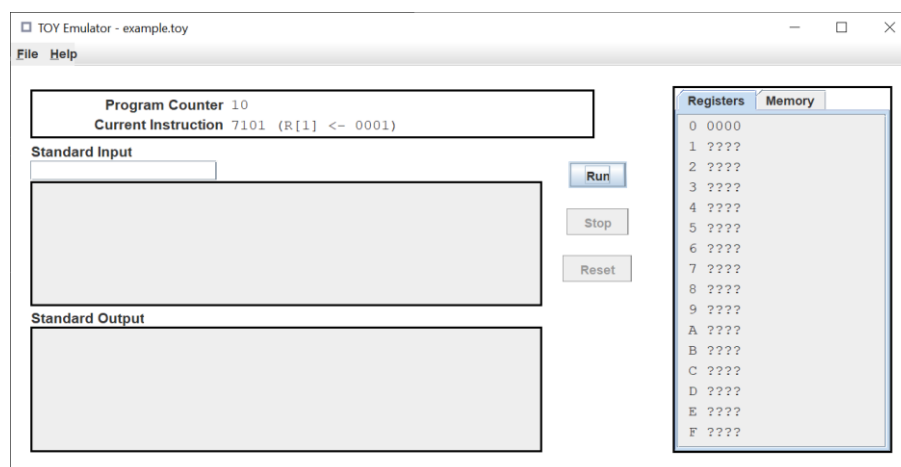 TOY Emulator - example.toy
File Help
Program Counter 10
Current Instruction 7101 (R[1] <- 0001)
Standard Input
Run
Stop
Reset
Standard Output
Registers Memory
0 0000
1 ????
2 ????
3 ????
4 ????
5 ????
6 ????
7 ????
8 ????
9 ????
A ????
B ????
C ????
D ????
E ????
F ????